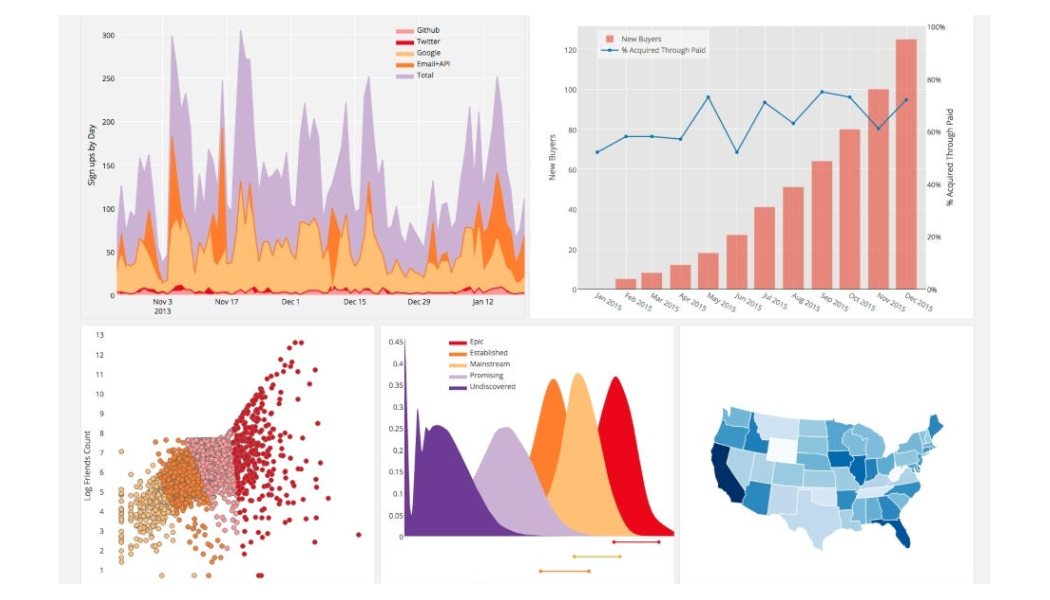 300
250
200
150
100
50
0
Sign ups by Day
Nov 3
2013
Nov 17
Dec 1
Dec 15
Dec 29
Jan 12
Github
Twitter
Google
Email+API
Total
New Buyers
% Acquired Through Paid
120
100
80
60
40
20
0
New Buyers
100%
80%
60%
40%
20%
0%
% Acquired Through Paid
Jan 2015
Feb 2015
Mar 2015
Apr 2015
May 2015
Jun 2015
Jul 2015
Aug 2015
Sep 2015
Oct 2015
Nov 2015
Dec 2015
13
12
11
10
9
8
7
6
5
4
3
2
1
Log Friends Count
0.45
0.4
0.35
0.3
0.25
0.2
0.15
0.1
0.05
0
Epic
Established
Mainstream
Promising
Undiscovered